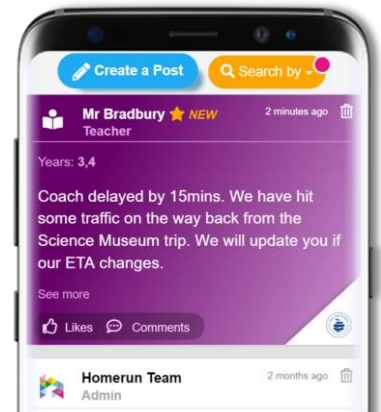 Create a Post
Search by
Mr Bradbury NEW
2 minutes ago
Teacher
Years: 3,4
Coach delayed by 15mins. We have hit
some traffic on the way back from the
Science Museum trip. We will update you if
our ETA changes.
See more
Likes
Comments
Homerun Team
2 months ago
Admin